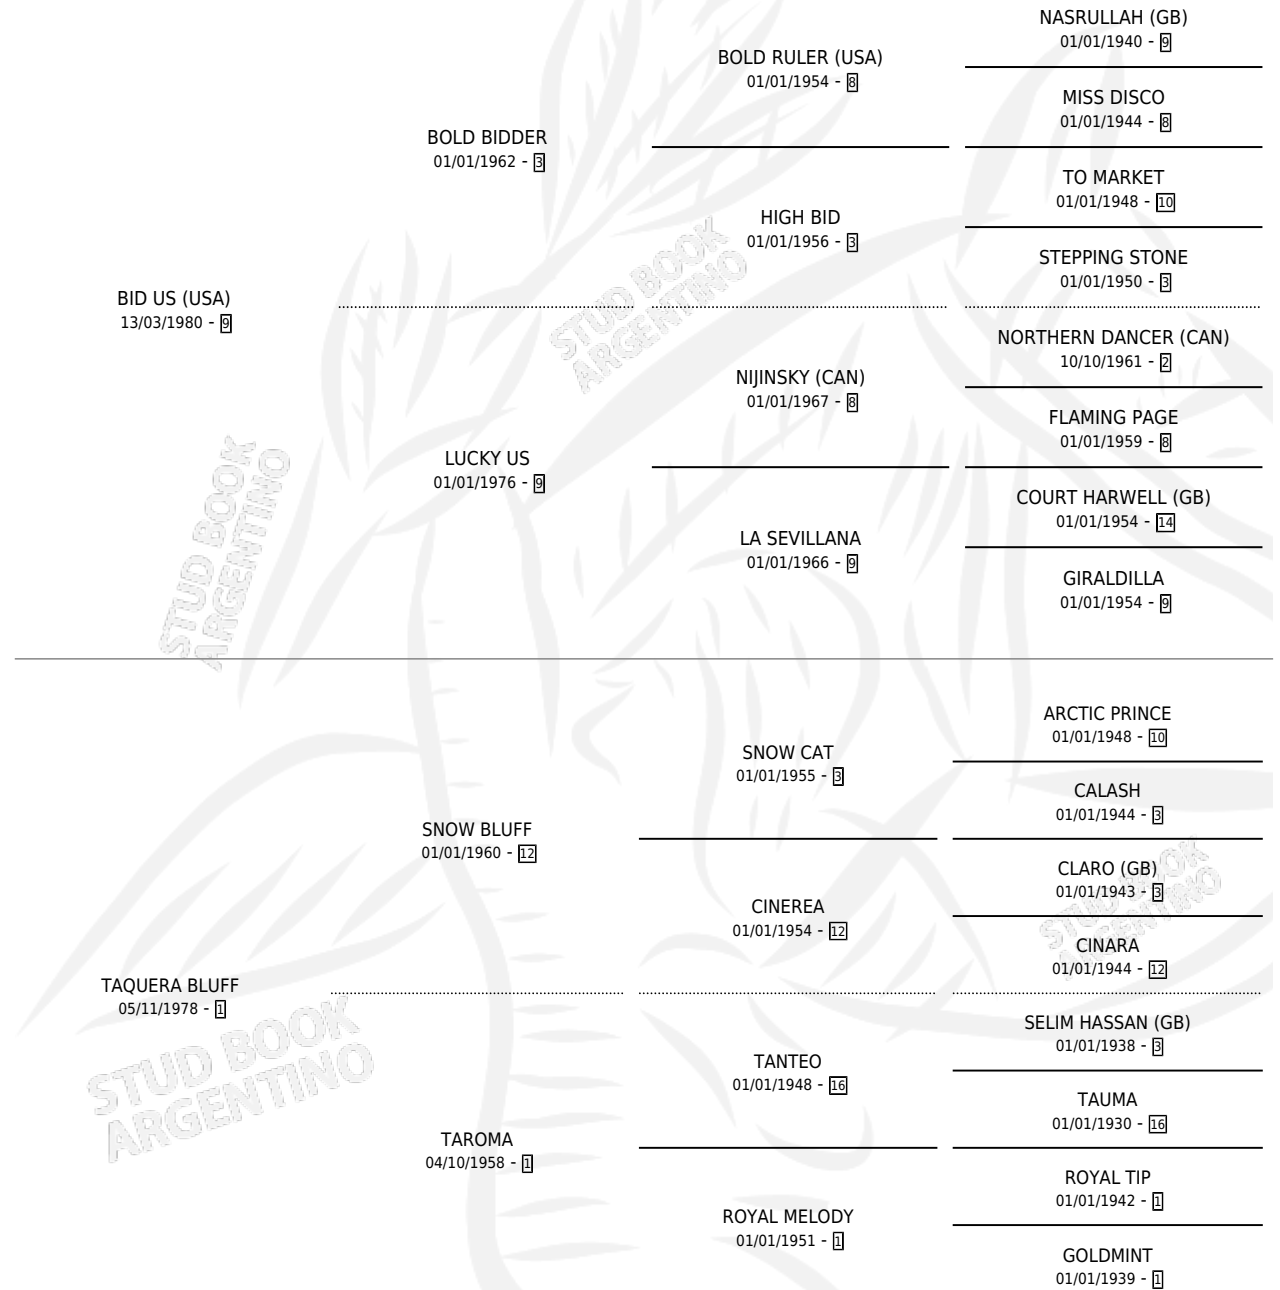 NASRULLAH (GB)
01/01/1940 - 9
BOLD RULER (USA)
01/01/1954 - 8
MISS DISCO
01/01/1944 - 8
BOLD BIDDER
01/01/1962 - 3
TO MARKET
01/01/1948 - 10
HIGH BID
01/01/1956 - 3
STEPPING STONE
01/01/1950 - 3
BID US (USA)
13/03/1980 - 9
NORTHERN DANCER (CAN)
10/10/1961 - 2
NIJINSKY (CAN)
01/01/1967 - 8
FLAMING PAGE
01/01/1959 - 8
LUCKY US
01/01/1976 - 9
COURT HARWELL (GB)
01/01/1954 - 14
LA SEVILLANA
01/01/1966 - 9
GIRALDILLA
01/01/1954 - 9
STUD BOOK
ARGENTINO
STUD BOOK
ARGENTINO
ARCTIC PRINCE
01/01/1948 - 10
SNOW CAT
01/01/1955 - 3
CALASH
01/01/1944 - 3
SNOW BLUFF
01/01/1960 - 12
CLARO (GB)
01/01/1943 - 3
CINEREA
01/01/1954 - 12
CINARA
01/01/1944 - 12
TAQUERA BLUFF
05/11/1978 - 1
SELIM HASSAN (GB)
01/01/1938 - 3
TANTEO
01/01/1948 - 16
TAUMA
01/01/1930 - 16
TAROMA
04/10/1958 - 1
ROYAL TIP
01/01/1942 - 1
ROYAL MELODY
01/01/1951 - 1
GOLDMINT
01/01/1939 - 1
STUD BOOK
ARGENTINO
STUD BOOK
ARGENTINO